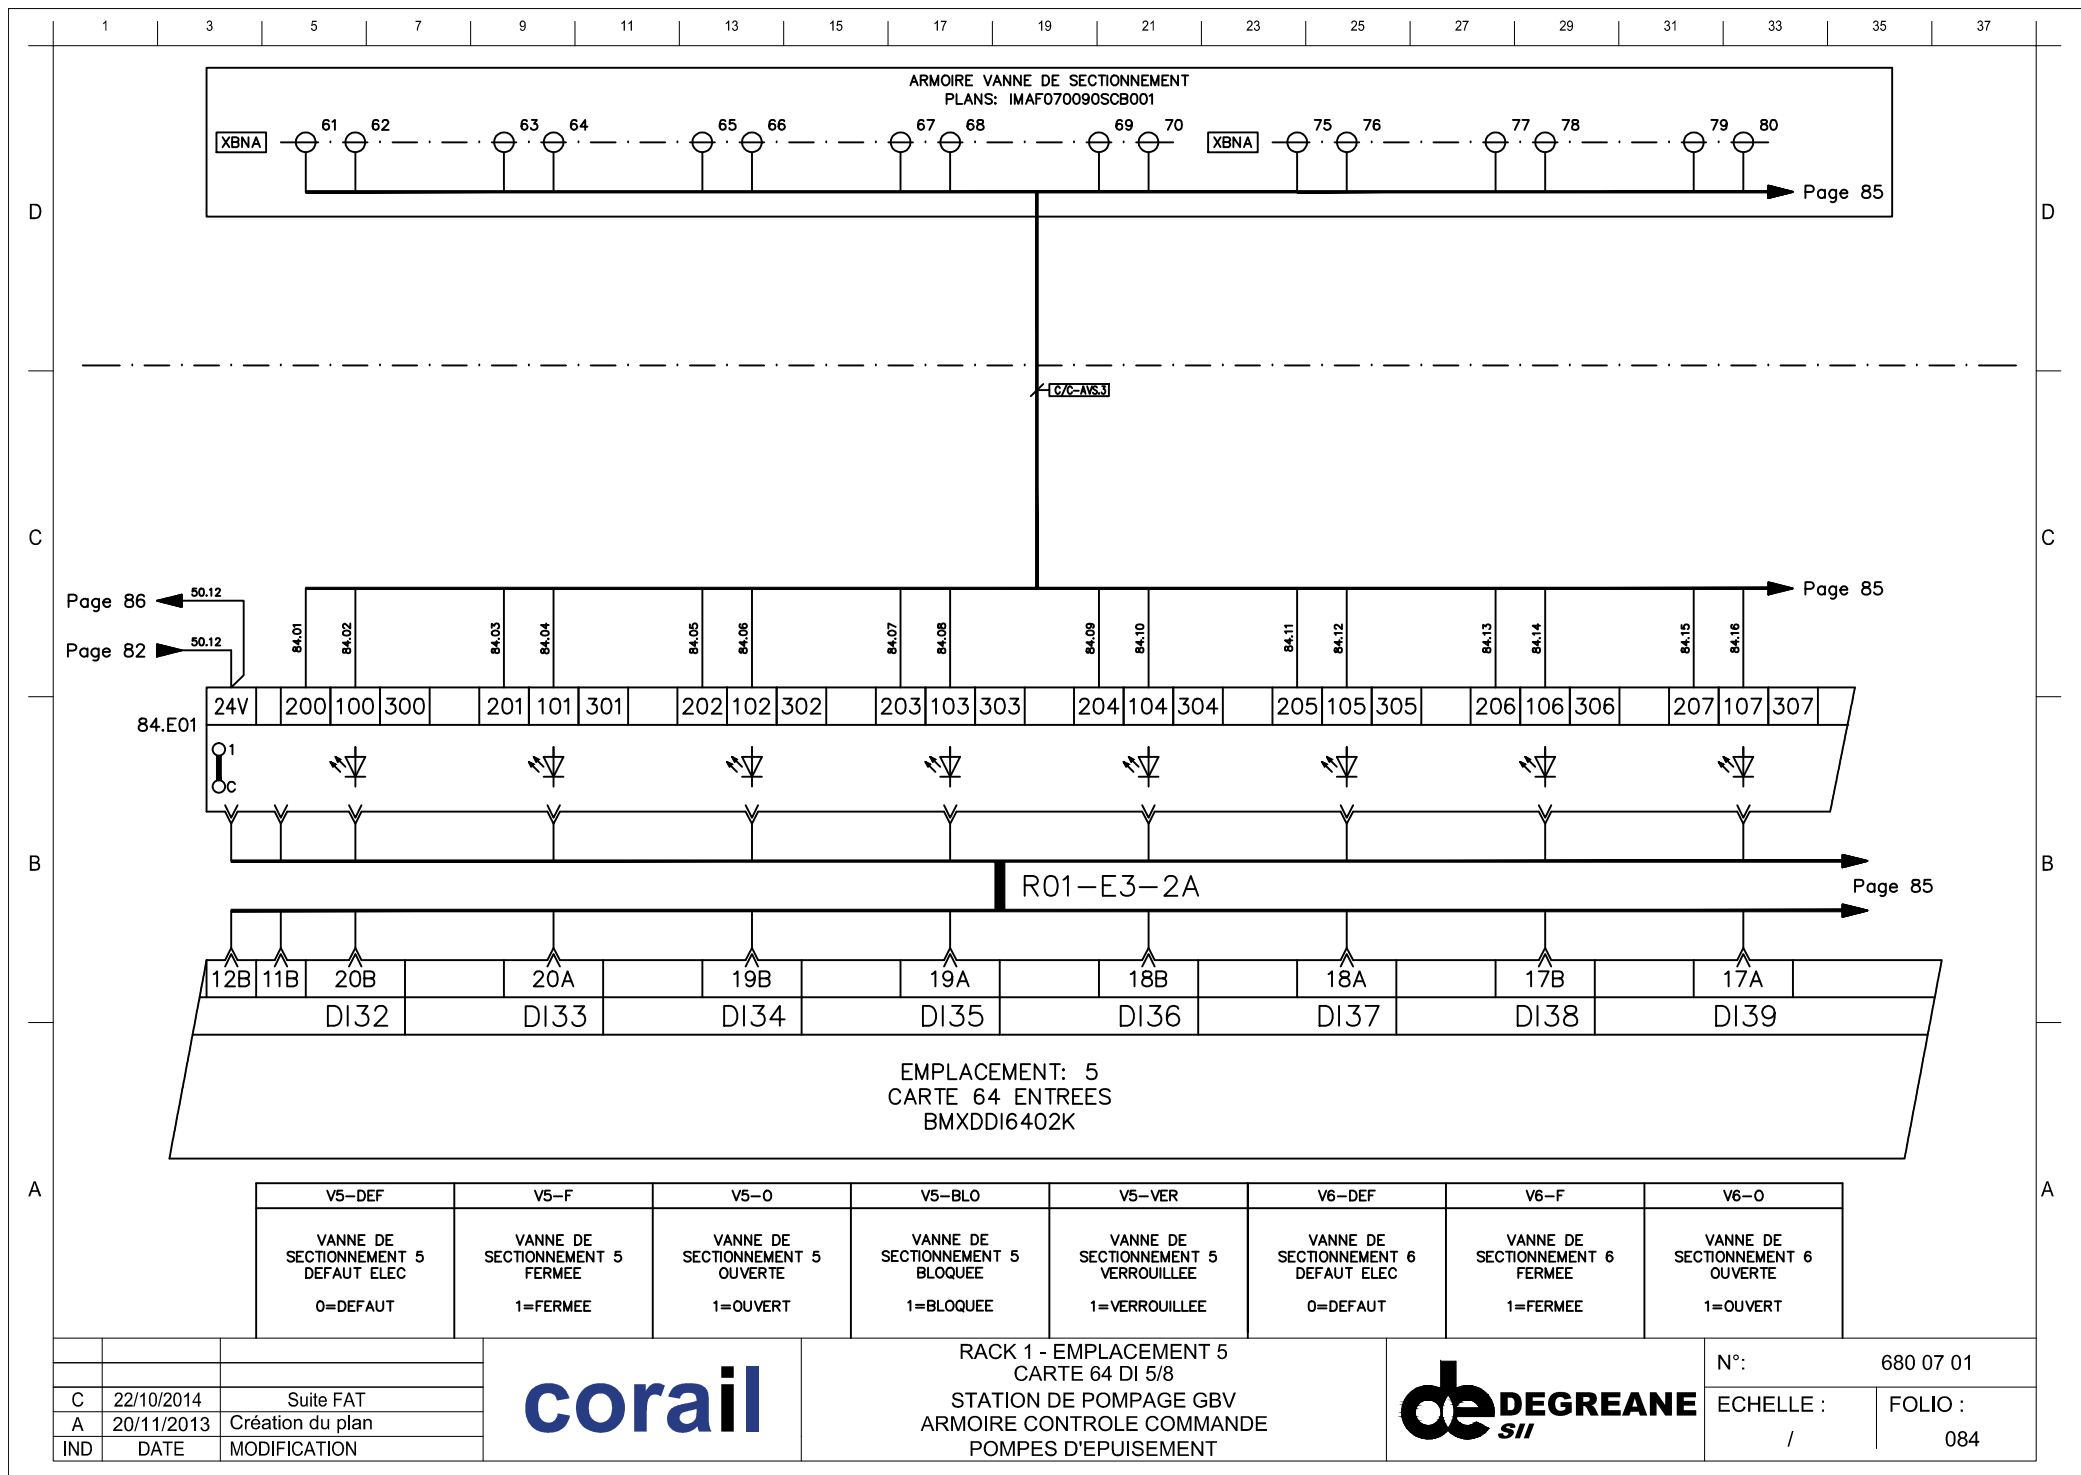 1 3 5 7 9 11 13 15 17 19 21 23 25 27 29 31 33 35 37
ARMOIRE VANNE DE SECTIONNEMENT
PLANS: IMAF070090SCB001
XBNA 61 62 63 64 65 66 67 68 69 70 XBNA 75 76 77 78 79 80
Page 85
D D
C/C-AVS.3
C C
Page 86 50.12
Page 85
84.01 84.02 84.03 84.04 84.05 84.06 84.07 84.08 84.09 84.10 84.11 84.12 84.13 84.14 84.15 84.16
Page 82 50.12
24V 200 100 300 201 101 301 202 102 302 203 103 303 204 104 304 205 105 305 206 106 306 207 107 307
84.E01
1
C
B B
R01-E3-2A
Page 85
12B 11B 20B 20A 19B 19A 18B 18A 17B 17A
DI32 DI33 DI34 DI35 DI36 DI37 DI38 DI39
EMPLACEMENT: 5
CARTE 64 ENTREES
BMXDDI6402K
A A
V5-DEF V5-F V5-O V5-BLO V5-VER V6-DEF V6-F V6-O
VANNE DE VANNE DE VANNE DE VANNE DE VANNE DE VANNE DE VANNE DE VANNE DE
SECTIONNEMENT 5 SECTIONNEMENT 5 SECTIONNEMENT 5 SECTIONNEMENT 5 SECTIONNEMENT 5 SECTIONNEMENT 6 SECTIONNEMENT 6 SECTIONNEMENT 6
DEFAUT ELEC FERMEE OUVERTE BLOQUEE VERROUILLEE DEFAUT ELEC FERMEE OUVERTE
0=DEFAUT 1=FERMEE 1=OUVERT 1=BLOQUEE 1=VERROUILLEE 0=DEFAUT 1=FERMEE 1=OUVERT
C 22/10/2014 Suite FAT
A 20/11/2013 Création du plan
IND DATE MODIFICATION
corail
RACK 1 - EMPLACEMENT 5
CARTE 64 DI 5/8
STATION DE POMPAGE GBV
ARMOIRE CONTROLE COMMANDE
POMPES D'EPUISEMENT
de DEGREANE
SII
N°: 680 07 01
ECHELLE : FOLIO :
/ 084